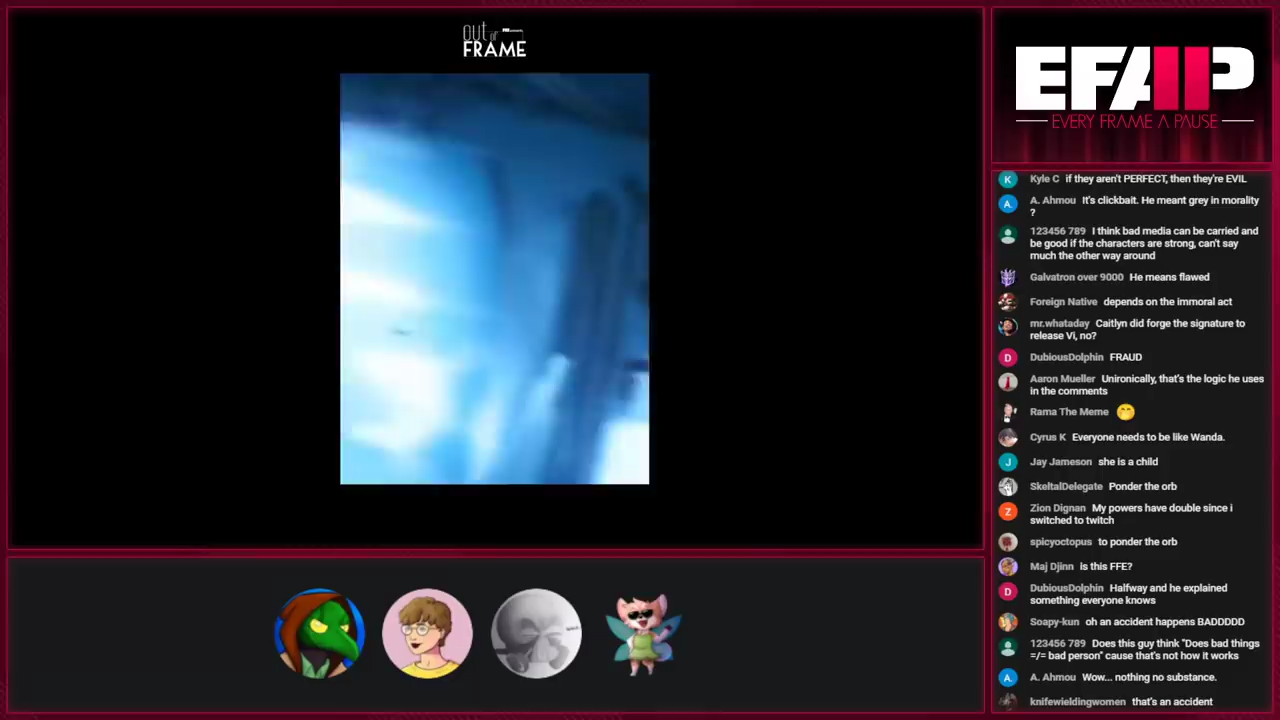 OUT OF
FRAME
EFAP
EVERY FRAME A PAUSE
Kyle C if they aren't PERFECT, then they're EVIL
A. Ahmou It's clickbait. He meant grey in morality
?
123456 789 I think bad media can be carried and
be good if the characters are strong, can't say
much the other way around
Galvatron over 9000 He means flawed
Foreign Native depends on the immoral act
mr.whataday Caitlyn did forge the signature to
release Vi, no?
DubiousDolphin FRAUD
Aaron Mueller Unironically, that's the logic he uses
in the comments
Rama The Meme 🤭
Cyrus K Everyone needs to be like Wanda.
Jay Jameson she is a child
SkeltalDelegate Ponder the orb
Zion Dignan My powers have double since i
switched to twitch
spicyoctopus to ponder the orb
Maj Djinn is this FFE?
DubiousDolphin Halfway and he explained
something everyone knows
Soapy-kun oh an accident happens BADDDDD
123456 789 Does this guy think "Does bad things
=/= bad person" cause that's not how it works
A. Ahmou Wow... nothing no substance.
knifewieldingwomen that's an accident